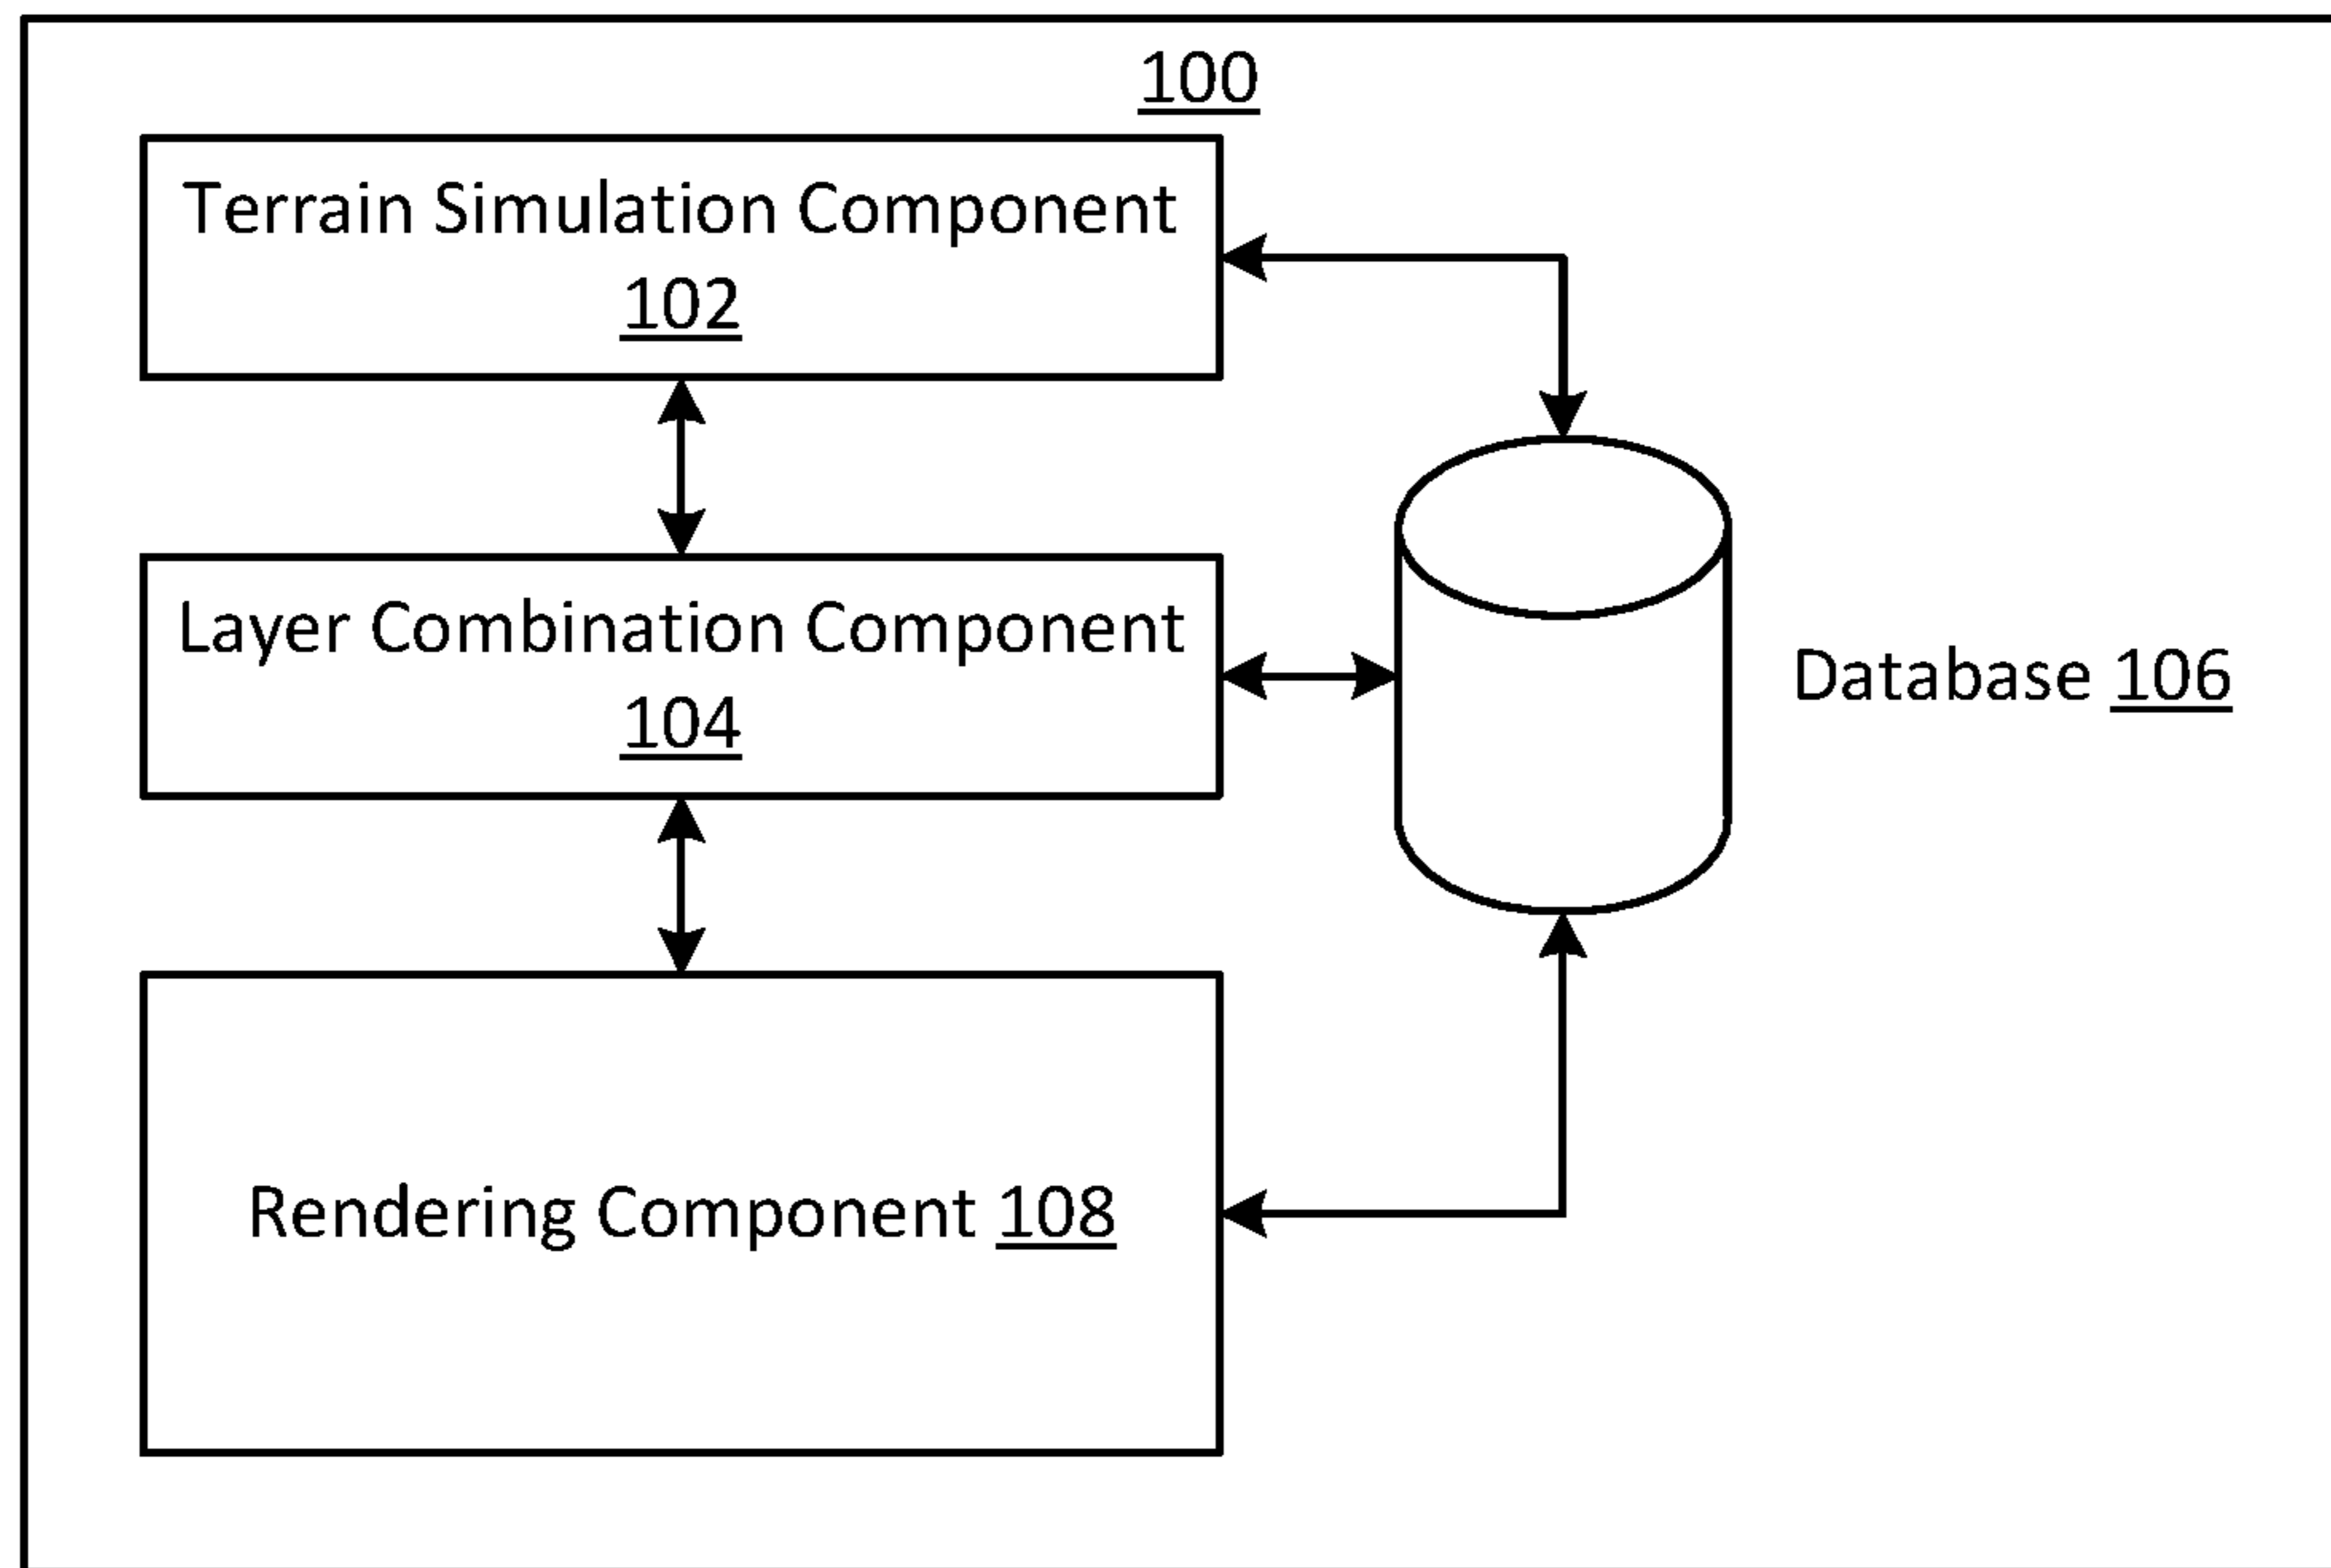 100
Terrain Simulation Component
102
Layer Combination Component
104
Database 106
Rendering Component 108